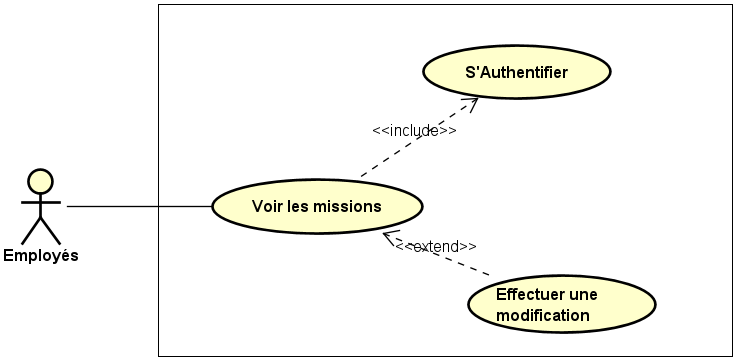 S'Authentifier
<<include>>
Voir les missions
<<extend>>
Employés
Effectuer une
modification